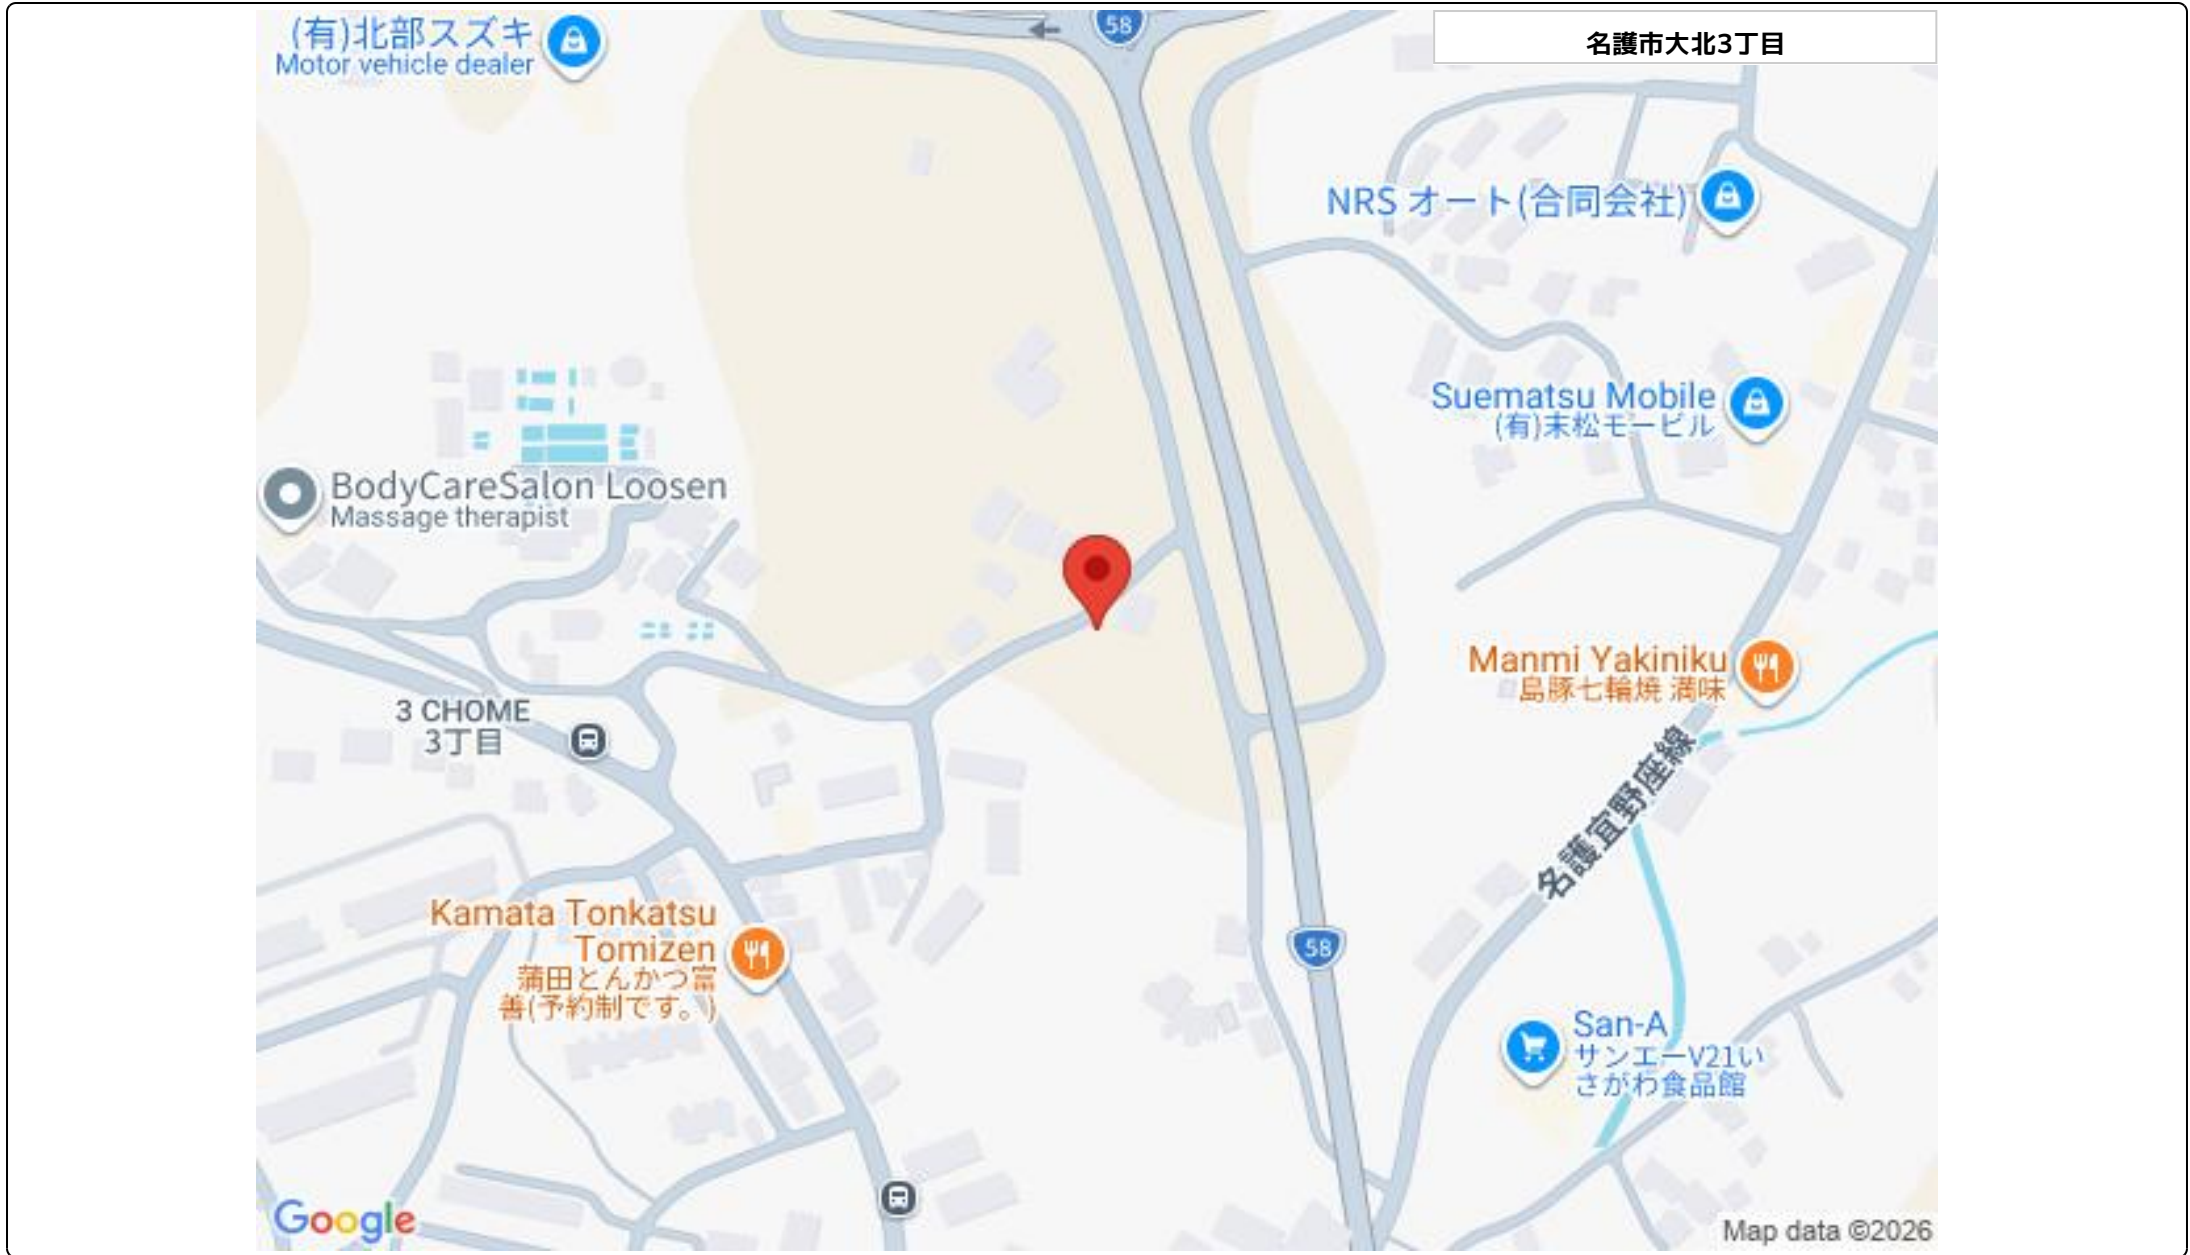 (有)北部スズキ
Motor vehicle dealer
58
名護市大北3丁目
NRS オート(合同会社)
Suematsu Mobile
(有)末松モービル
BodyCareSalon Loosen
Massage therapist
Manmi Yakiniku
島豚七輪焼 満味
3 CHOME
3丁目
名護宜野座線
Kamata Tonkatsu
Tomizen
蒲田とんかつ富
善(予約制です。)
58
San-A
サンエーV21い
さがわ食品館
Google
Map data ©2026